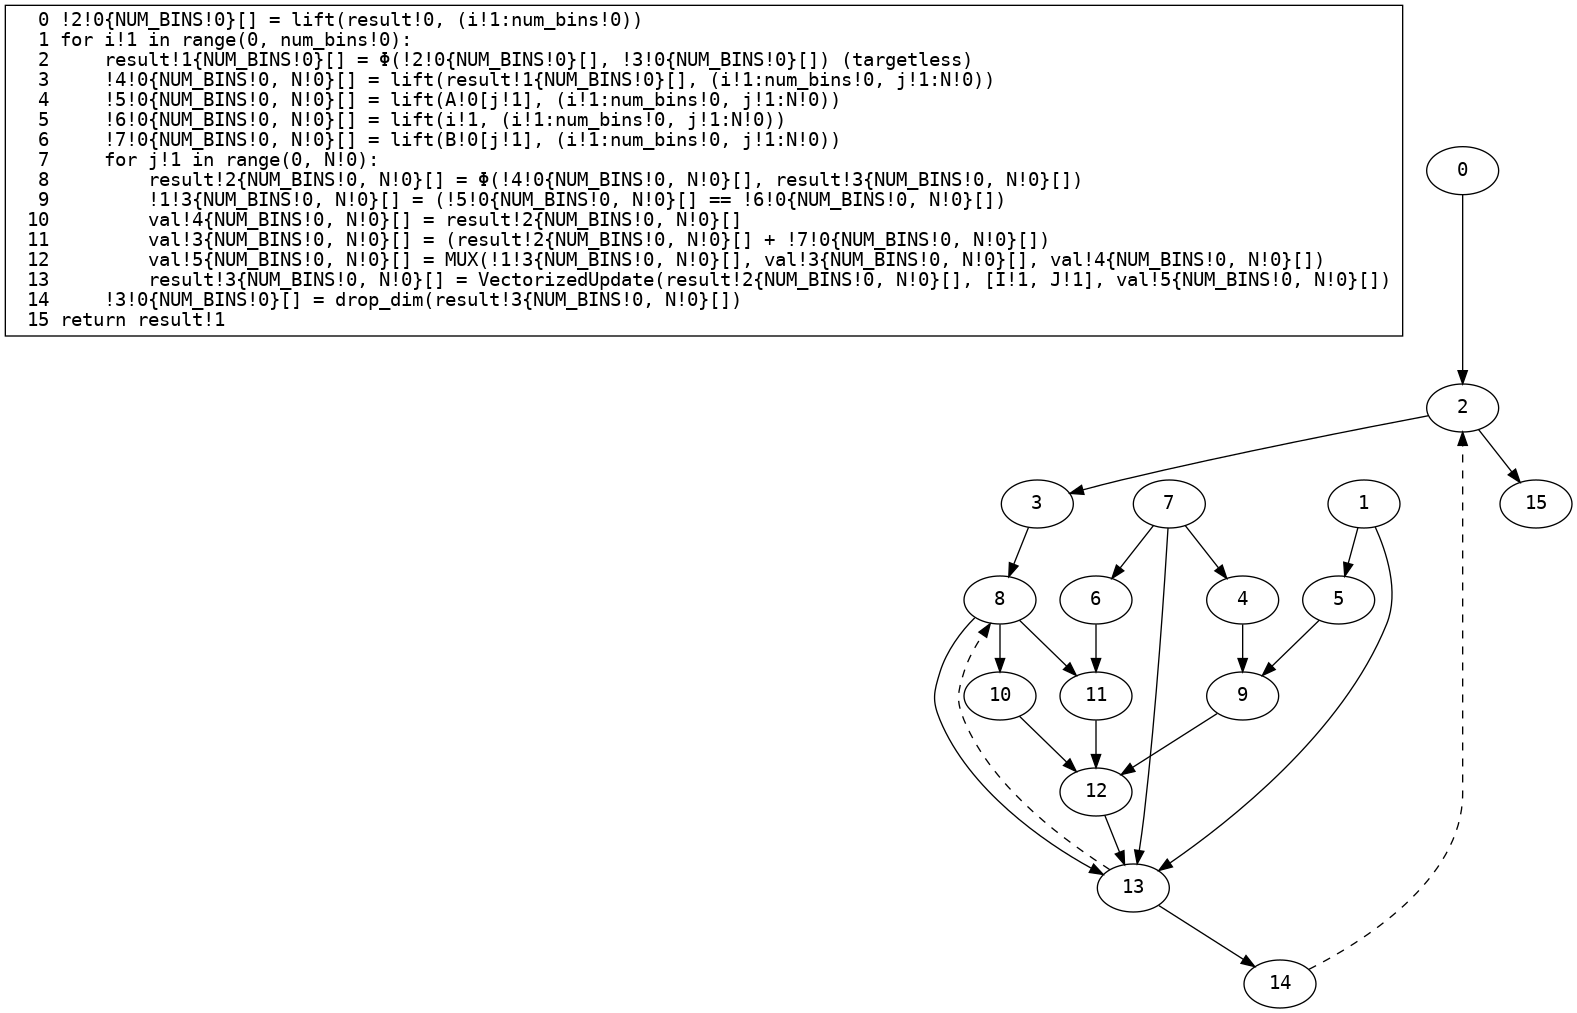 0 !2!0{NUM_BINS!0}[] = lift(result!0, (i!1:num_bins!0))
1 for i!1 in range(0, num_bins!0):
2     result!1{NUM_BINS!0}[] = Φ(!2!0{NUM_BINS!0}[], !3!0{NUM_BINS!0}[]) (targetless)
3     !4!0{NUM_BINS!0, N!0}[] = lift(result!1{NUM_BINS!0}[], (i!1:num_bins!0, j!1:N!0))
4     !5!0{NUM_BINS!0, N!0}[] = lift(A!0[j!1], (i!1:num_bins!0, j!1:N!0))
5     !6!0{NUM_BINS!0, N!0}[] = lift(i!1, (i!1:num_bins!0, j!1:N!0))
6     !7!0{NUM_BINS!0, N!0}[] = lift(B!0[j!1], (i!1:num_bins!0, j!1:N!0))
7     for j!1 in range(0, N!0):
8         result!2{NUM_BINS!0, N!0}[] = Φ(!4!0{NUM_BINS!0, N!0}[], result!3{NUM_BINS!0, N!0}[])
9         !1!3{NUM_BINS!0, N!0}[] = (!5!0{NUM_BINS!0, N!0}[] == !6!0{NUM_BINS!0, N!0}[])
10         val!4{NUM_BINS!0, N!0}[] = result!2{NUM_BINS!0, N!0}[]
11         val!3{NUM_BINS!0, N!0}[] = (result!2{NUM_BINS!0, N!0}[] + !7!0{NUM_BINS!0, N!0}[])
12         val!5{NUM_BINS!0, N!0}[] = MUX(!1!3{NUM_BINS!0, N!0}[], val!3{NUM_BINS!0, N!0}[], val!4{NUM_BINS!0, N!0}[])
13         result!3{NUM_BINS!0, N!0}[] = VectorizedUpdate(result!2{NUM_BINS!0, N!0}[], [I!1, J!1], val!5{NUM_BINS!0, N!0}[])
14     !3!0{NUM_BINS!0}[] = drop_dim(result!3{NUM_BINS!0, N!0}[])
15 return result!1
0
2
3
7
1
15
8
6
4
5
10
11
9
12
13
14